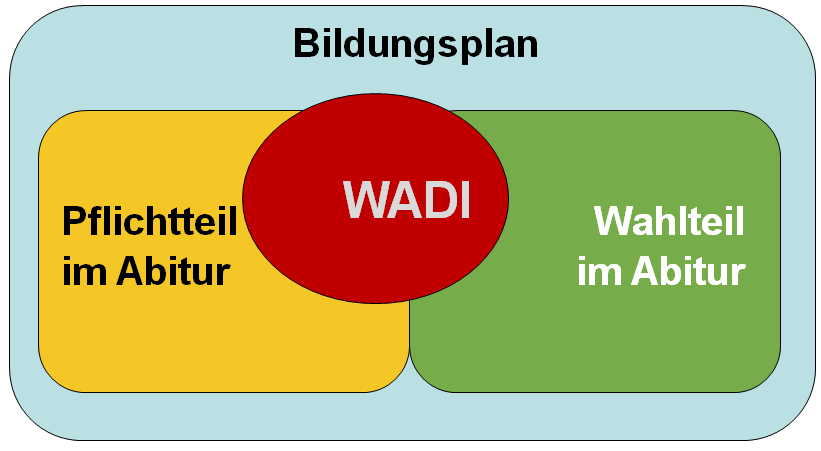 Bildungsplan
WADI
Pflichtteil
im Abitur
Wahlteil
im Abitur